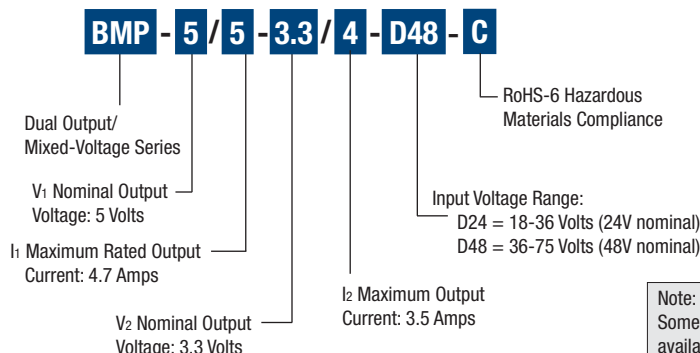 BMP - 5 / 5 - 3.3 / 4 - D48 - C
RoHS-6 Hazardous
Materials Compliance
Dual Output/
Mixed-Voltage Series
V1 Nominal Output
Voltage: 5 Volts
Input Voltage Range:
D24 = 18-36 Volts (24V nominal)
D48 = 36-75 Volts (48V nominal)
I1 Maximum Rated Output
Current: 4.7 Amps
I2 Maximum Output
Current: 3.5 Amps
V2 Nominal Output
Voltage: 3.3 Volts
Note:
Some
availa